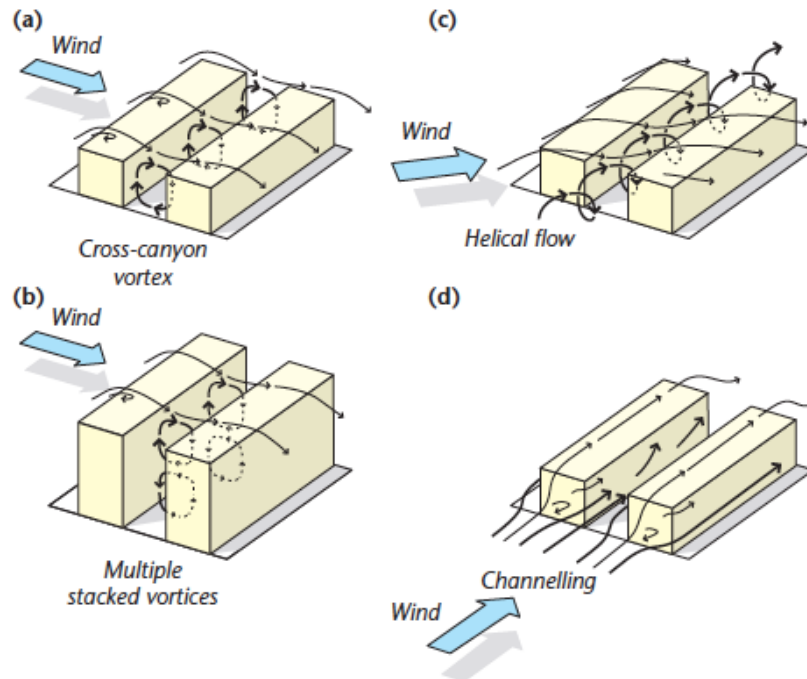 (a)
Wind
Cross-canyon
vortex
(b)
Wind
Multiple
stacked vortices
(c)
Wind
Helical flow
(d)
Channelling
Wind